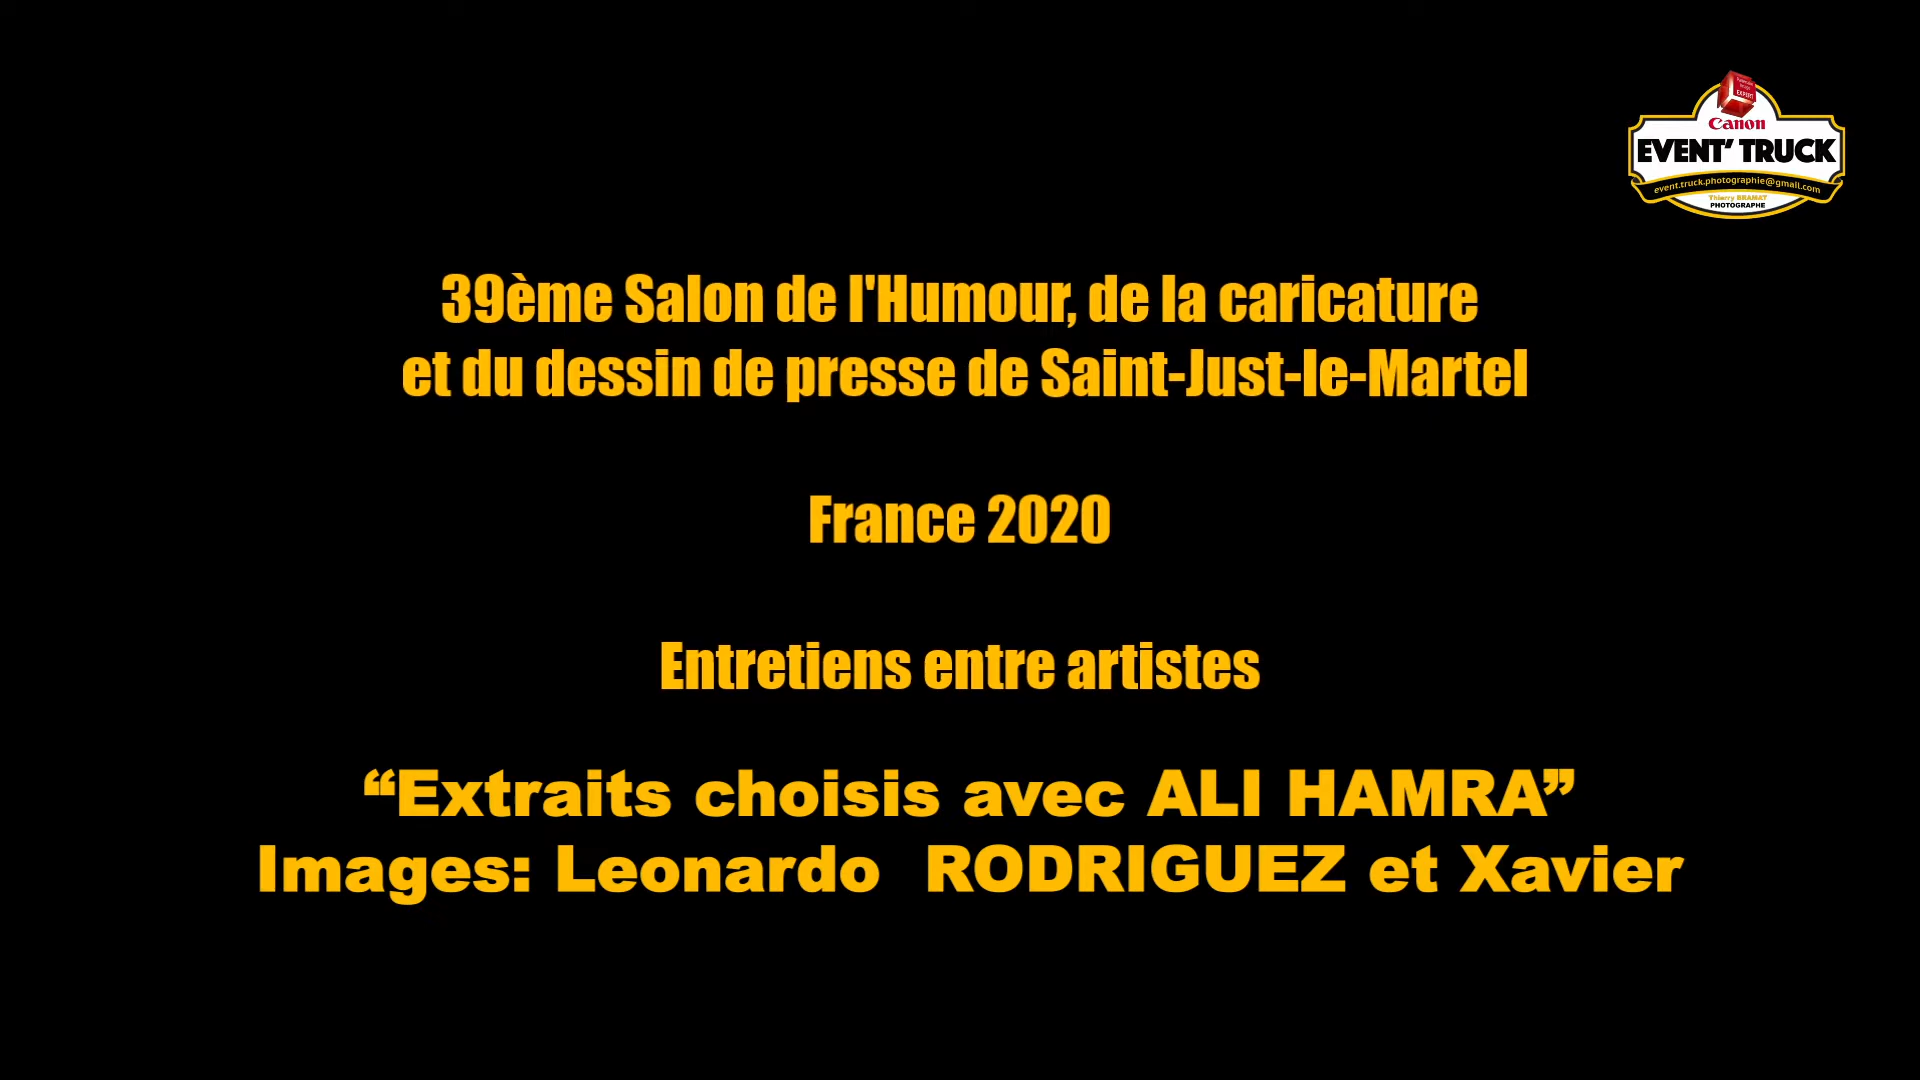 Canon
EVENT' TRUCK
event.truck.photographie@gmail.com
Thierry BRAMAT
PHOTOGRAPHE
39ème Salon de l'Humour, de la caricature
et du dessin de presse de Saint-Just-le-Martel
France 2020
Entretiens entre artistes
“Extraits choisis avec ALI HAMRA”
Images: Leonardo RODRIGUEZ et Xavier